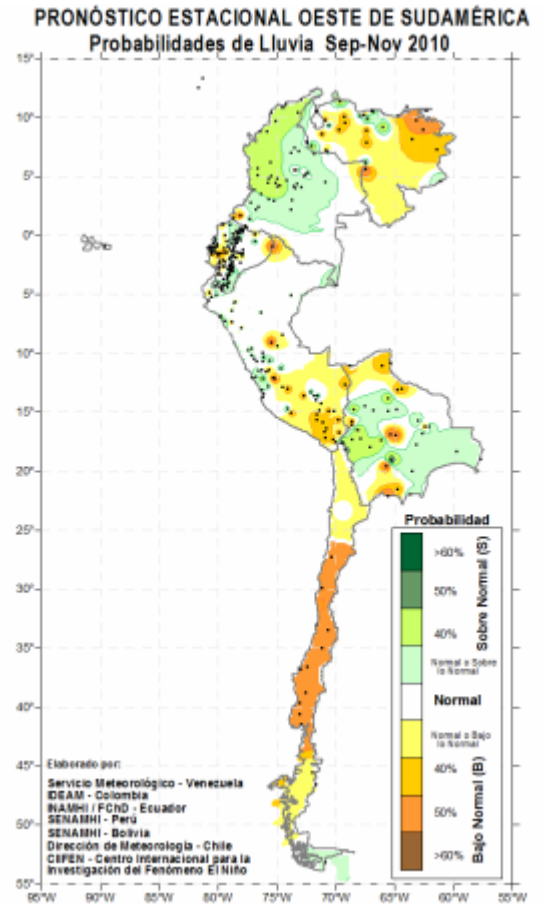 PRONÓSTICO ESTACIONAL OESTE DE SUDAMÉRICA
Probabilidades de Lluvia Sep-Nov 2010
15°
10°
5°
0°
5°
10°
15°
20°
25°
30°
35°
40°
45°
50°
55°
95°W 90°W 85°W 80°W 75°W 70°W 65°W 60°W 55°W
Probabilidad
>60%
50%
40%
Sobre Normal (S)
Normal o Sobre
lo Normal
Normal
Normal o Bajo
lo Normal
40%
50%
>60%
Bajo Normal (B)
Elaborado por:
Servicio Meteorológico - Venezuela
IDEAM - Colombia
INAMHI / FChD - Ecuador
SENAMHI - Perú
SENAMHI - Bolivia
Dirección de Meteorología - Chile
CIIFEN - Centro Internacional para la
Investigación del Fenómeno El Niño